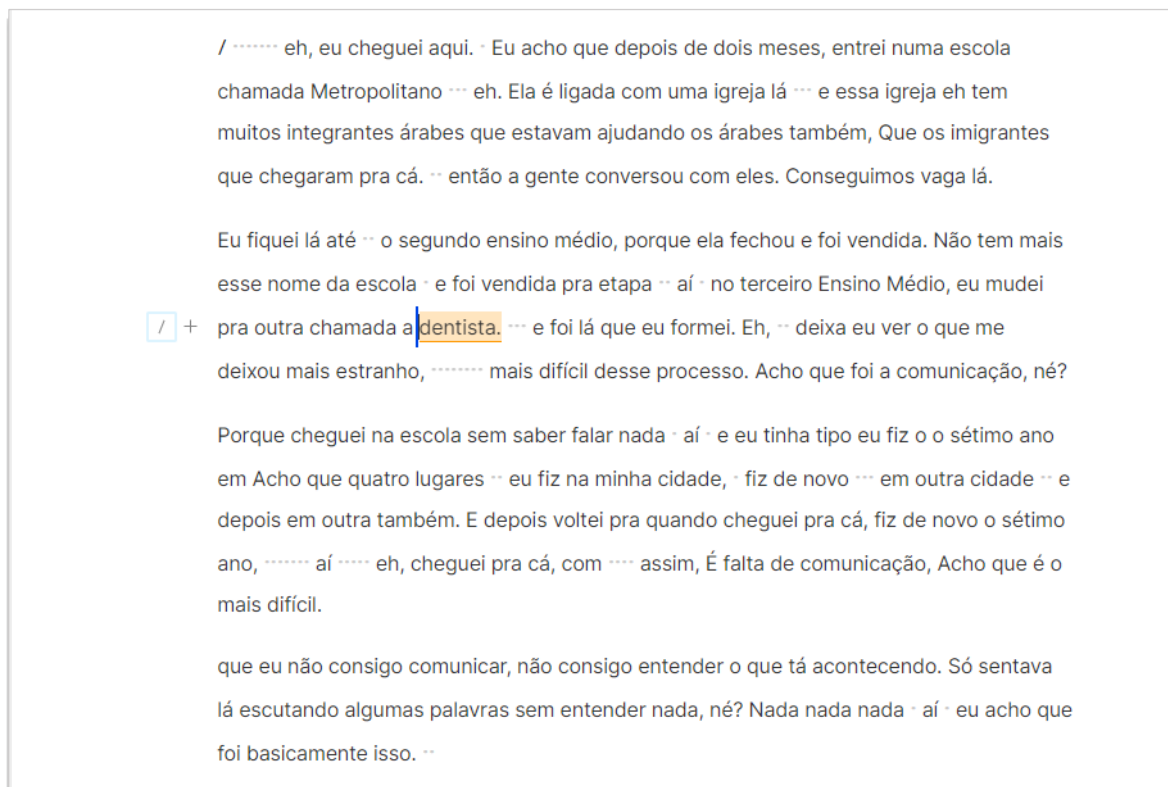 / ······· eh, eu cheguei aqui. · Eu acho que depois de dois meses, entrei numa escola
chamada Metropolitano ··· eh. Ela é ligada com uma igreja lá ··· e essa igreja eh tem
muitos integrantes árabes que estavam ajudando os árabes também, Que os imigrantes
que chegaram pra cá. ·· então a gente conversou com eles. Conseguimos vaga lá.
Eu fiquei lá até ·· o segundo ensino médio, porque ela fechou e foi vendida. Não tem mais
esse nome da escola · e foi vendida pra etapa ·· aí · no terceiro Ensino Médio, eu mudei
/ + pra outra chamada a dentista. ··· e foi lá que eu formei. Eh, ·· deixa eu ver o que me
deixou mais estranho, ········ mais difícil desse processo. Acho que foi a comunicação, né?
Porque cheguei na escola sem saber falar nada · aí · e eu tinha tipo eu fiz o o sétimo ano
em Acho que quatro lugares ·· eu fiz na minha cidade, · fiz de novo ··· em outra cidade ·· e
depois em outra também. E depois voltei pra quando cheguei pra cá, fiz de novo o sétimo
ano, ······· aí ····· eh, cheguei pra cá, com ···· assim, É falta de comunicação, Acho que é o
mais difícil.
que eu não consigo comunicar, não consigo entender o que tá acontecendo. Só sentava
lá escutando algumas palavras sem entender nada, né? Nada nada nada · aí · eu acho que
foi basicamente isso. ··